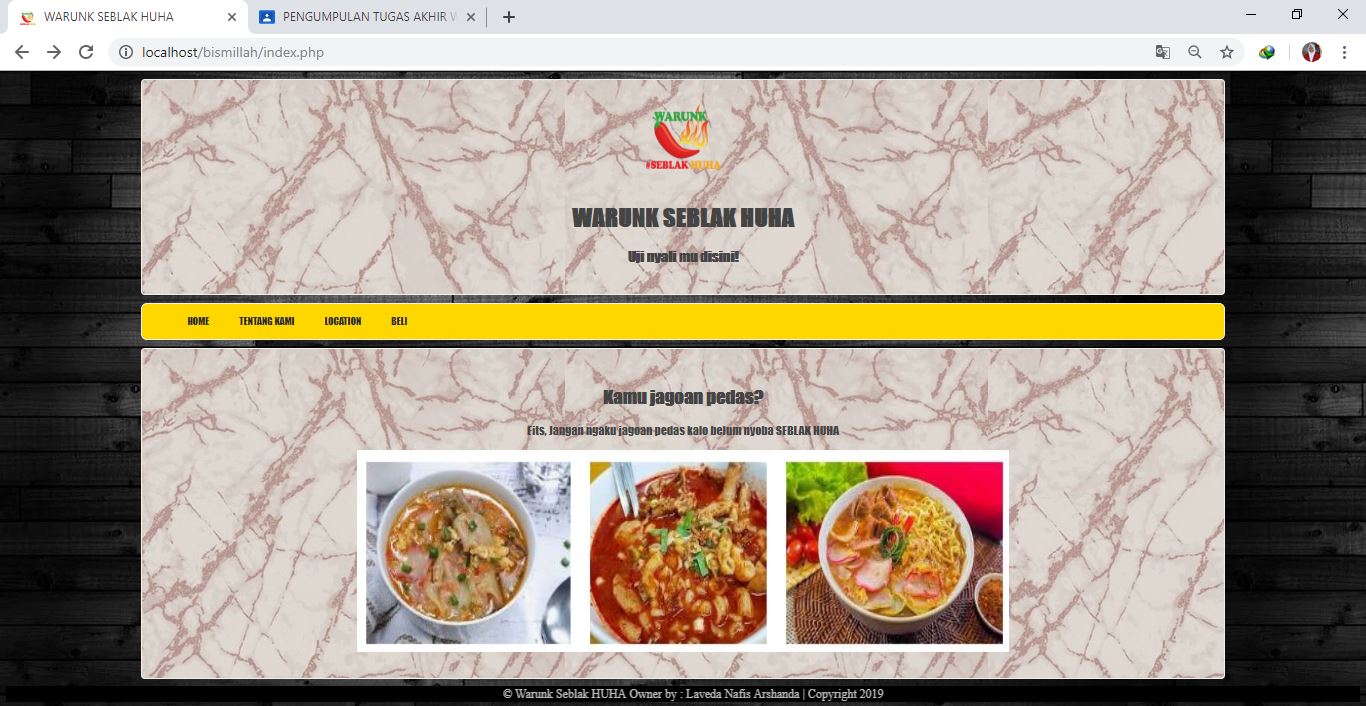 WARUNK SEBLAK HUHA
PENGUMPULAN TUGAS AKHIR W
localhost/bismillah/index.php
WARUNK
#SEBLAK HUHA
WARUNK SEBLAK HUHA
Uji nyali mu disini!
HOME TENTANG KAMI LOCATION BELI
Kamu jagoan pedas?
Eits, Jangan ngaku jagoan pedas kalo belum nyoba SEBLAK HUHA
© Warunk Seblak HUHA Owner by : Laveda Nafis Arshanda | Copyright 2019